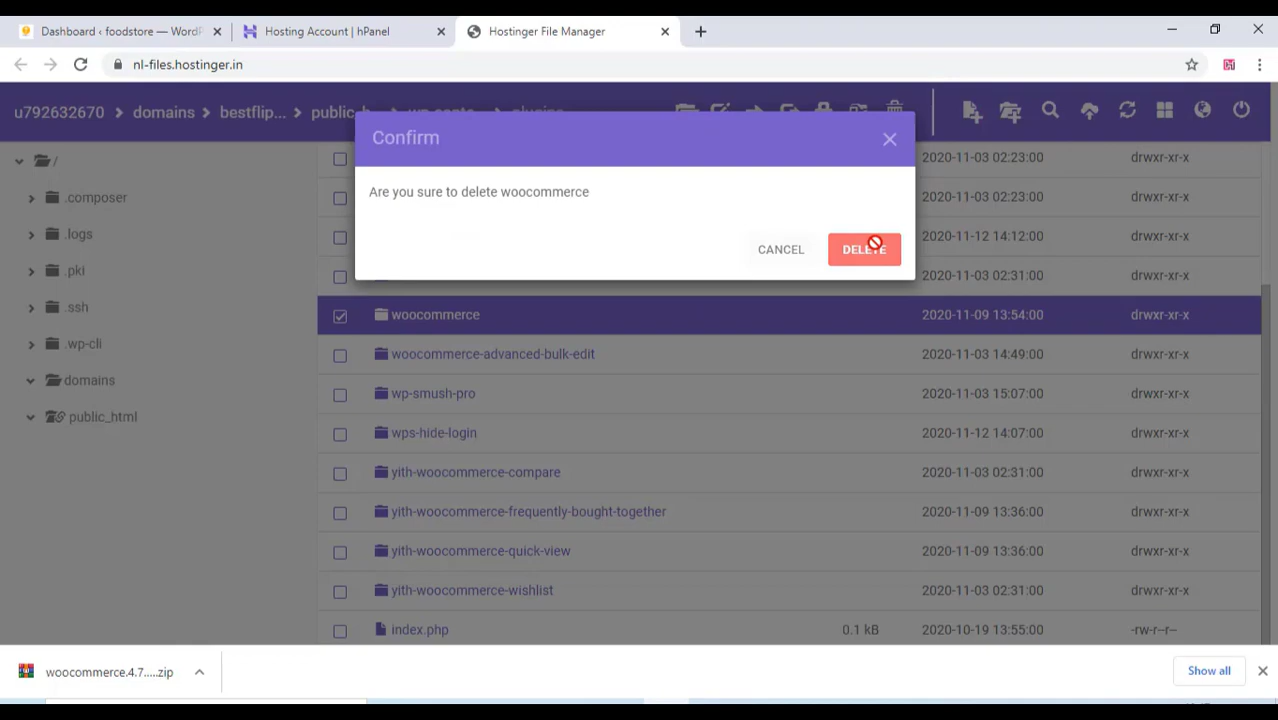 Dashboard ‹ foodstore — WordP
Hosting Account | hPanel
Hostinger File Manager
nl-files.hostinger.in
u792632670 > domains > bestflip... > public_h
Confirm
Are you sure to delete woocommerce
CANCEL
DELETE
/
.composer
.logs
.pki
.ssh
.wp-cli
domains
public_html
2020-11-03 02:23:00 drwxr-xr-x
2020-11-03 02:23:00 drwxr-xr-x
2020-11-12 14:12:00 drwxr-xr-x
2020-11-03 02:31:00 drwxr-xr-x
woocommerce 2020-11-09 13:54:00 drwxr-xr-x
woocommerce-advanced-bulk-edit 2020-11-03 14:49:00 drwxr-xr-x
wp-smush-pro 2020-11-03 15:07:00 drwxr-xr-x
wps-hide-login 2020-11-12 14:07:00 drwxr-xr-x
yith-woocommerce-compare 2020-11-03 02:31:00 drwxr-xr-x
yith-woocommerce-frequently-bought-together 2020-11-09 13:36:00 drwxr-xr-x
yith-woocommerce-quick-view 2020-11-09 13:36:00 drwxr-xr-x
yith-woocommerce-wishlist 2020-11-03 02:31:00 drwxr-xr-x
index.php 0.1 kB 2020-10-19 13:55:00 -rw-r--r--
woocommerce.4.7.....zip
Show all